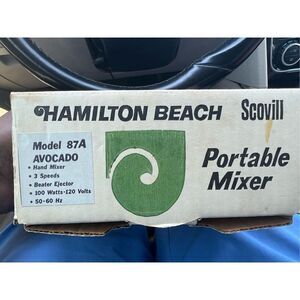 HAMILTON BEACH Scovill
Model 87A
AVOCADO
• Hand Mixer
• 3 Speeds
• Beater Ejector
• 100 Watts-120 Volts
• 50-60 Hz
Portable
Mixer